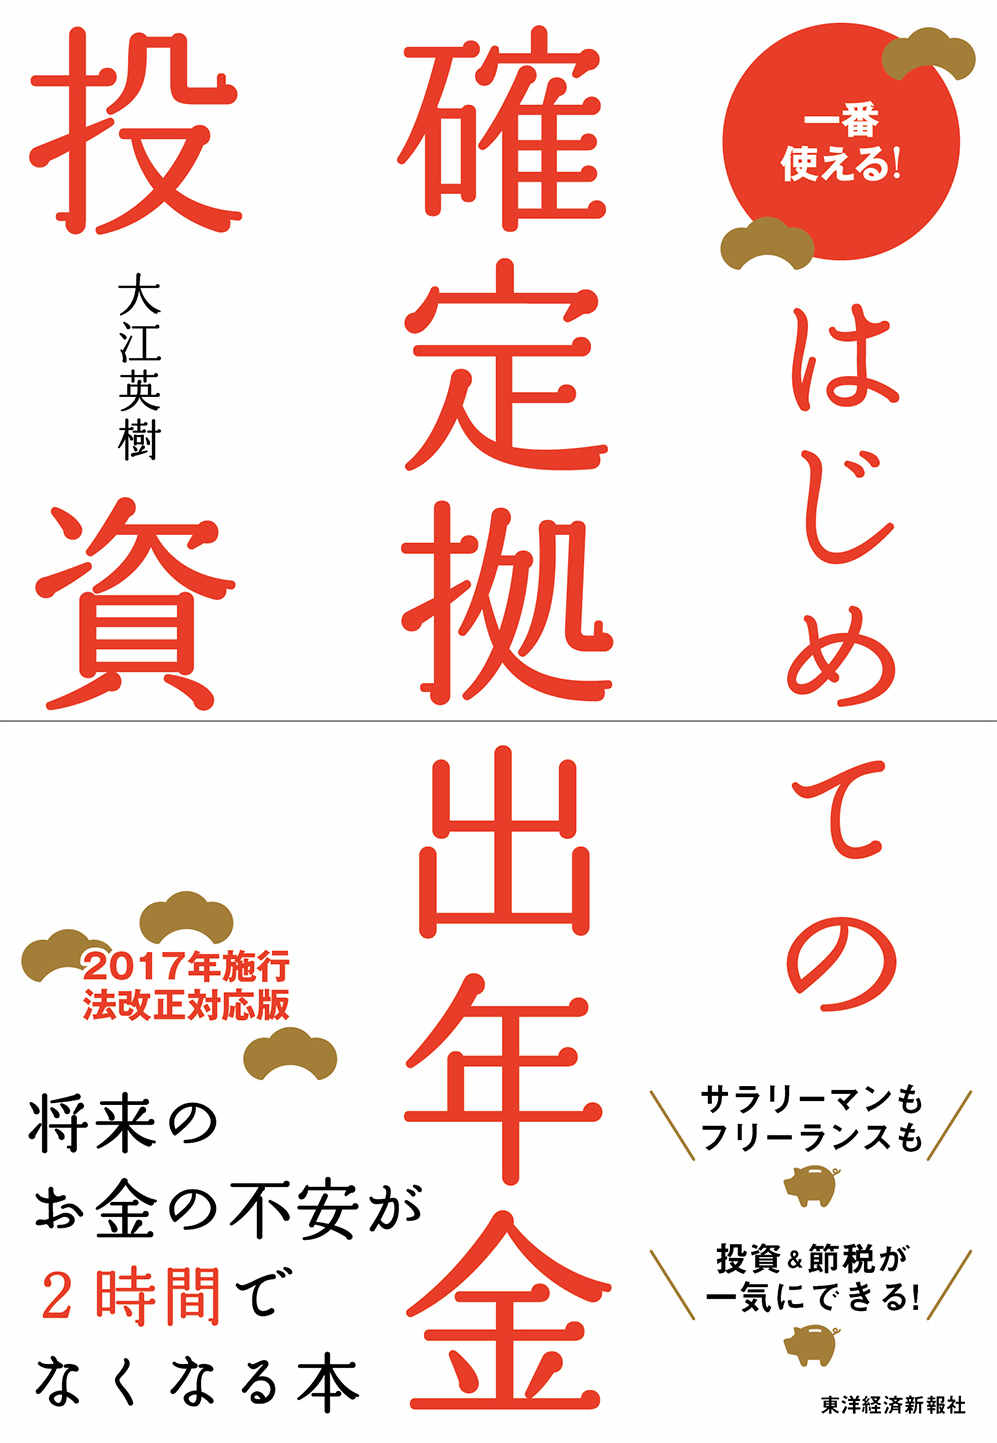 一番
使える!
はじめての
確定拠出年金
投資
大江英樹
2017年施行
法改正対応版
将来の
お金の不安が
2時間で
なくなる本
サラリーマンも
フリーランスも
投資&節税が
一気にできる!
東洋経済新報社